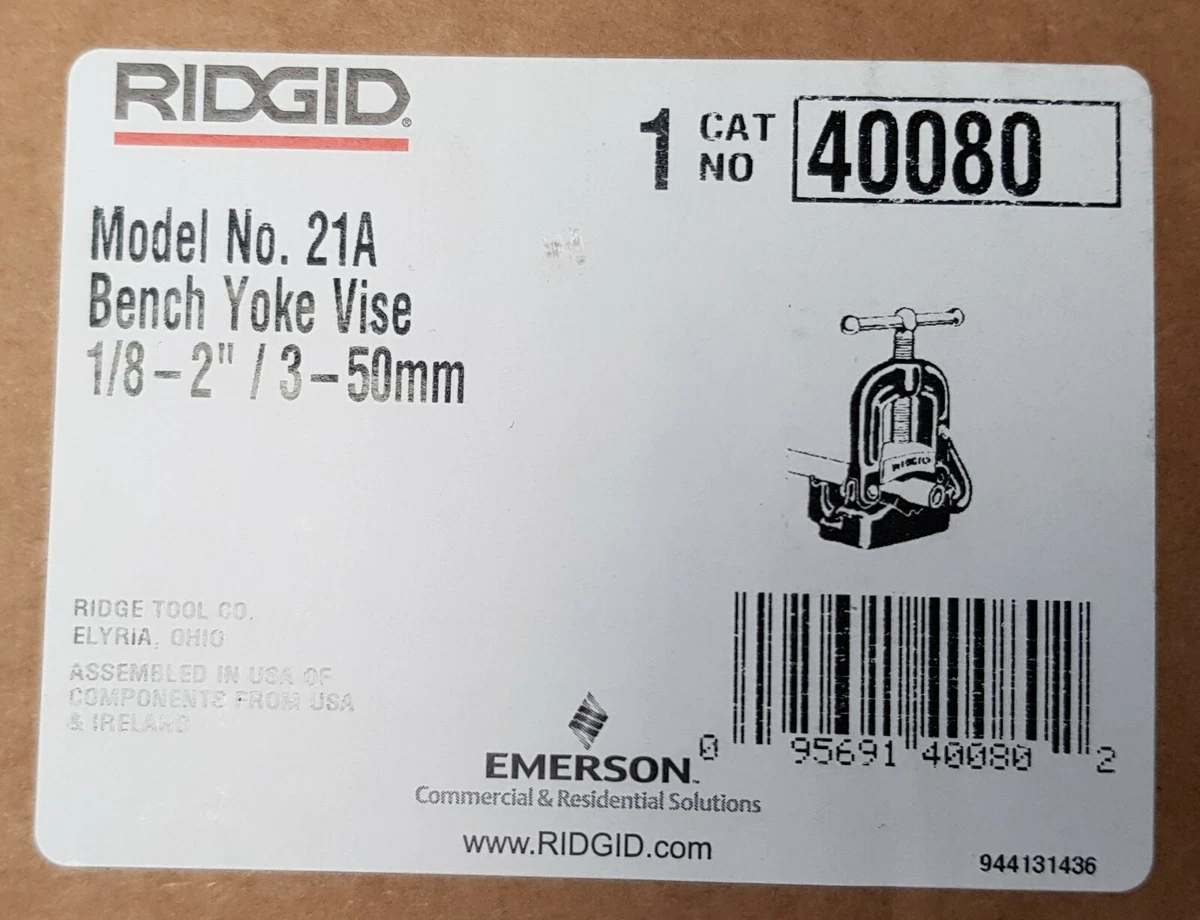 RIDGID®
1 CAT NO 40080
Model No. 21A
Bench Yoke Vise
1/8–2" / 3–50mm
RIDGID
RIDGE TOOL CO.
ELYRIA, OHIO
ASSEMBLED IN USA OF
COMPONENTS FROM USA
& IRELAND
0 95691 40080 2
EMERSON™
Commercial & Residential Solutions
www.RIDGID.com
944131436